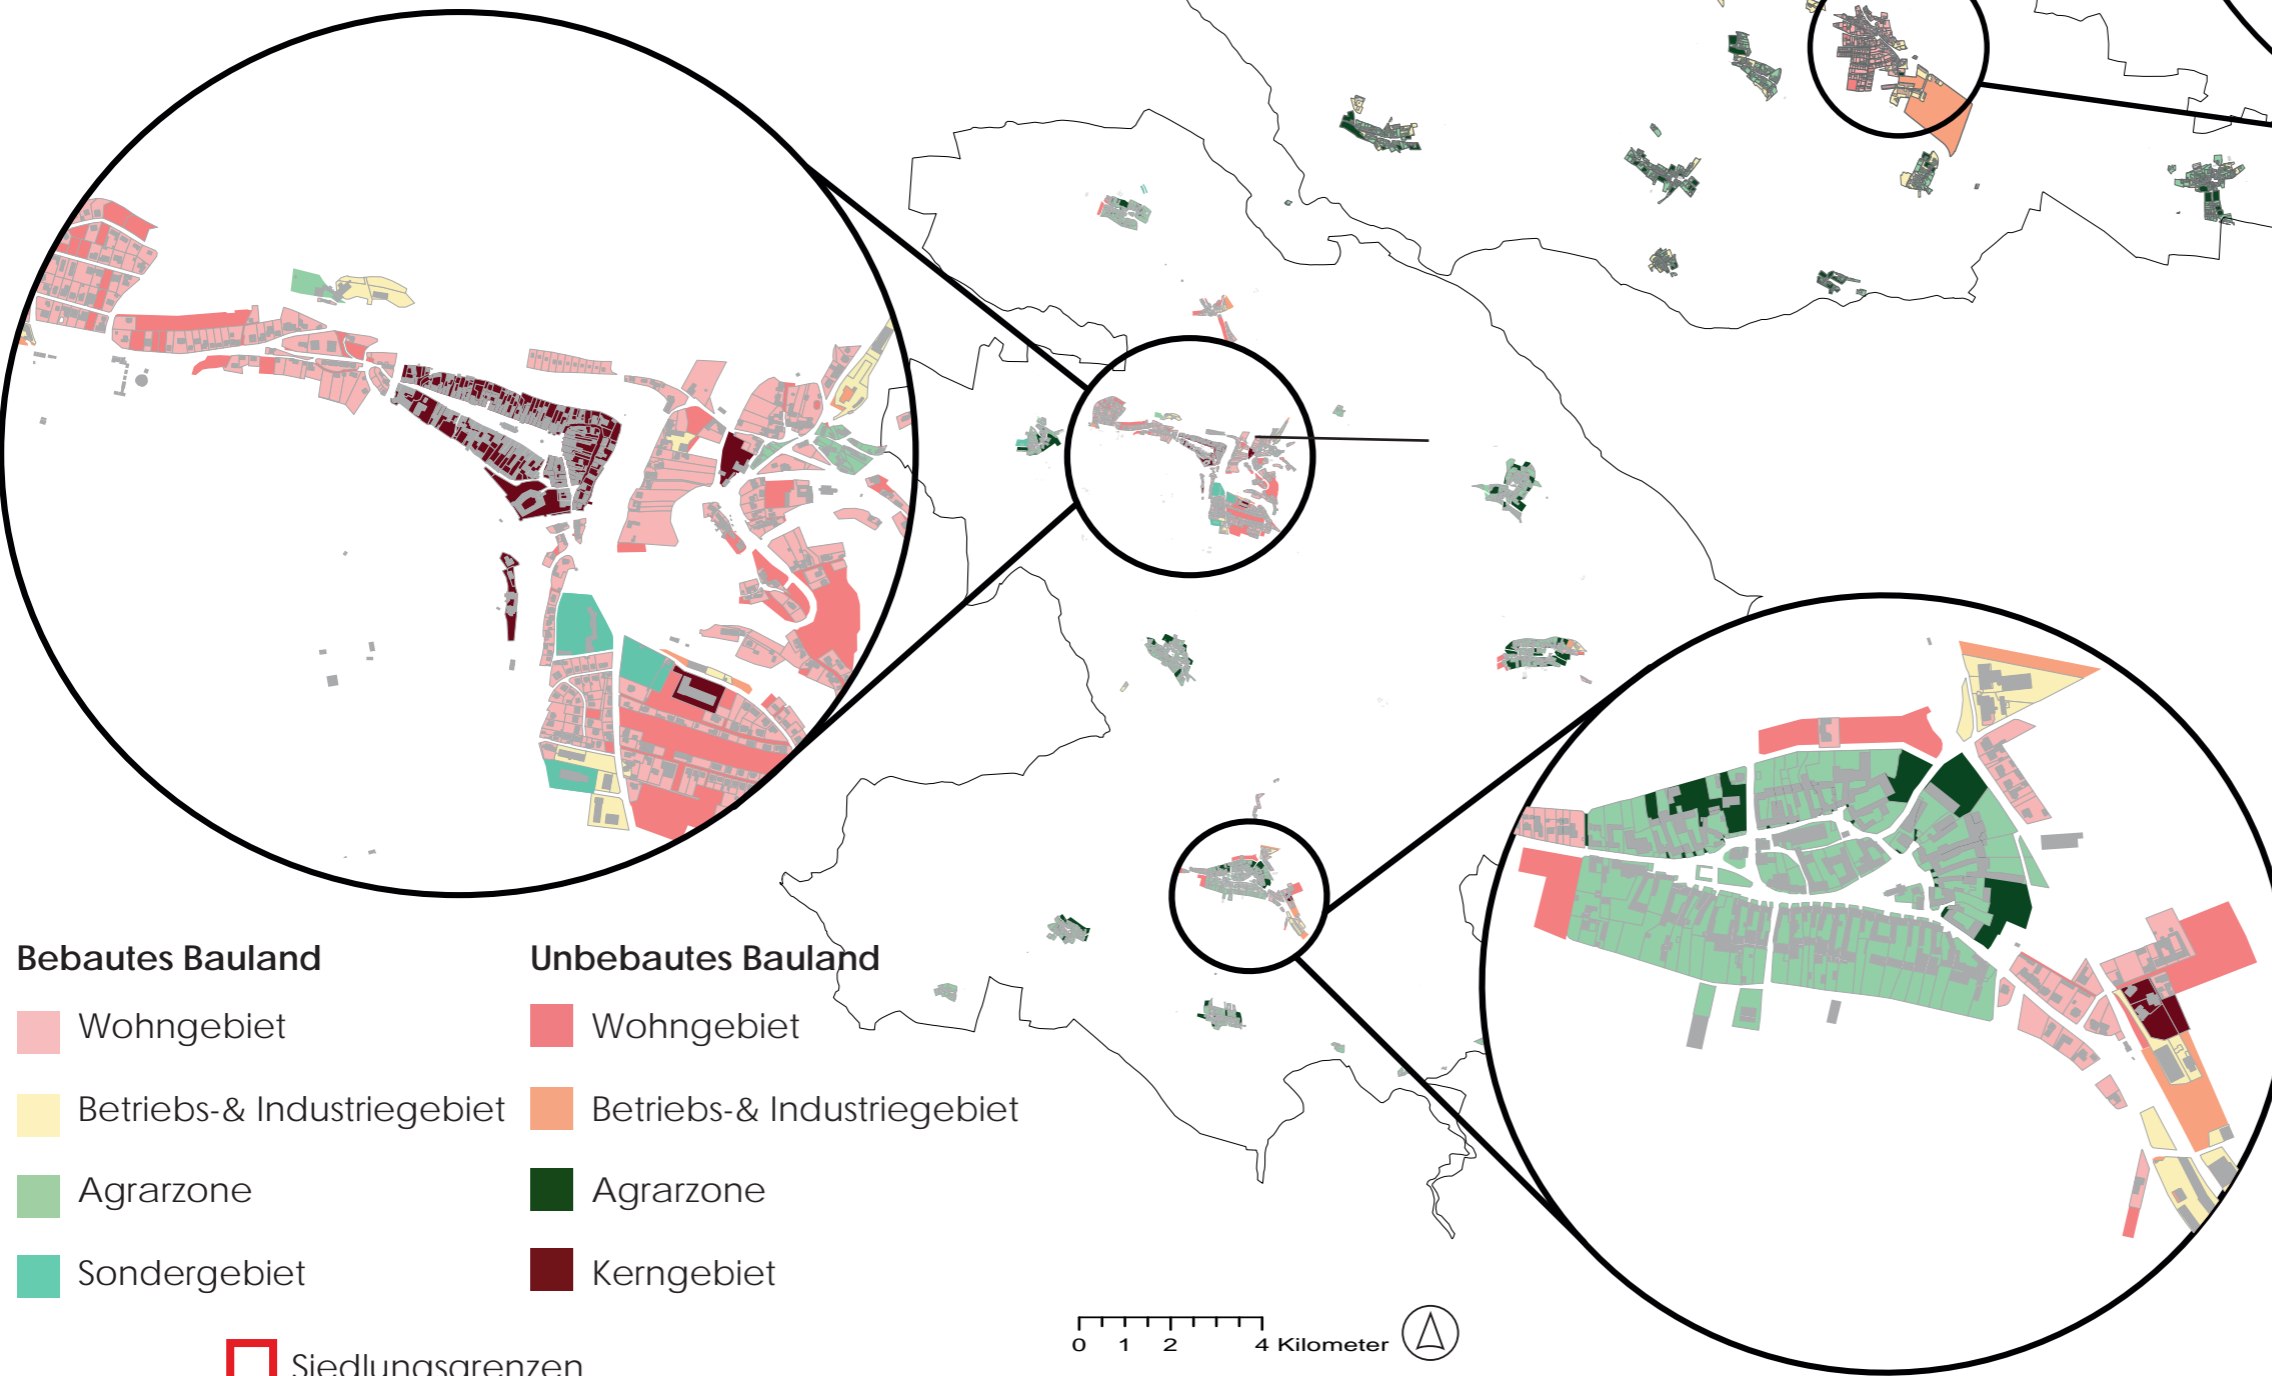 Bebautes Bauland
Wohngebiet
Betriebs-& Industriegebiet
Agrarzone
Sondergebiet
Unbebautes Bauland
Wohngebiet
Betriebs-& Industriegebiet
Agrarzone
Kerngebiet
Siedlungsgrenzen
0 1 2 4 Kilometer